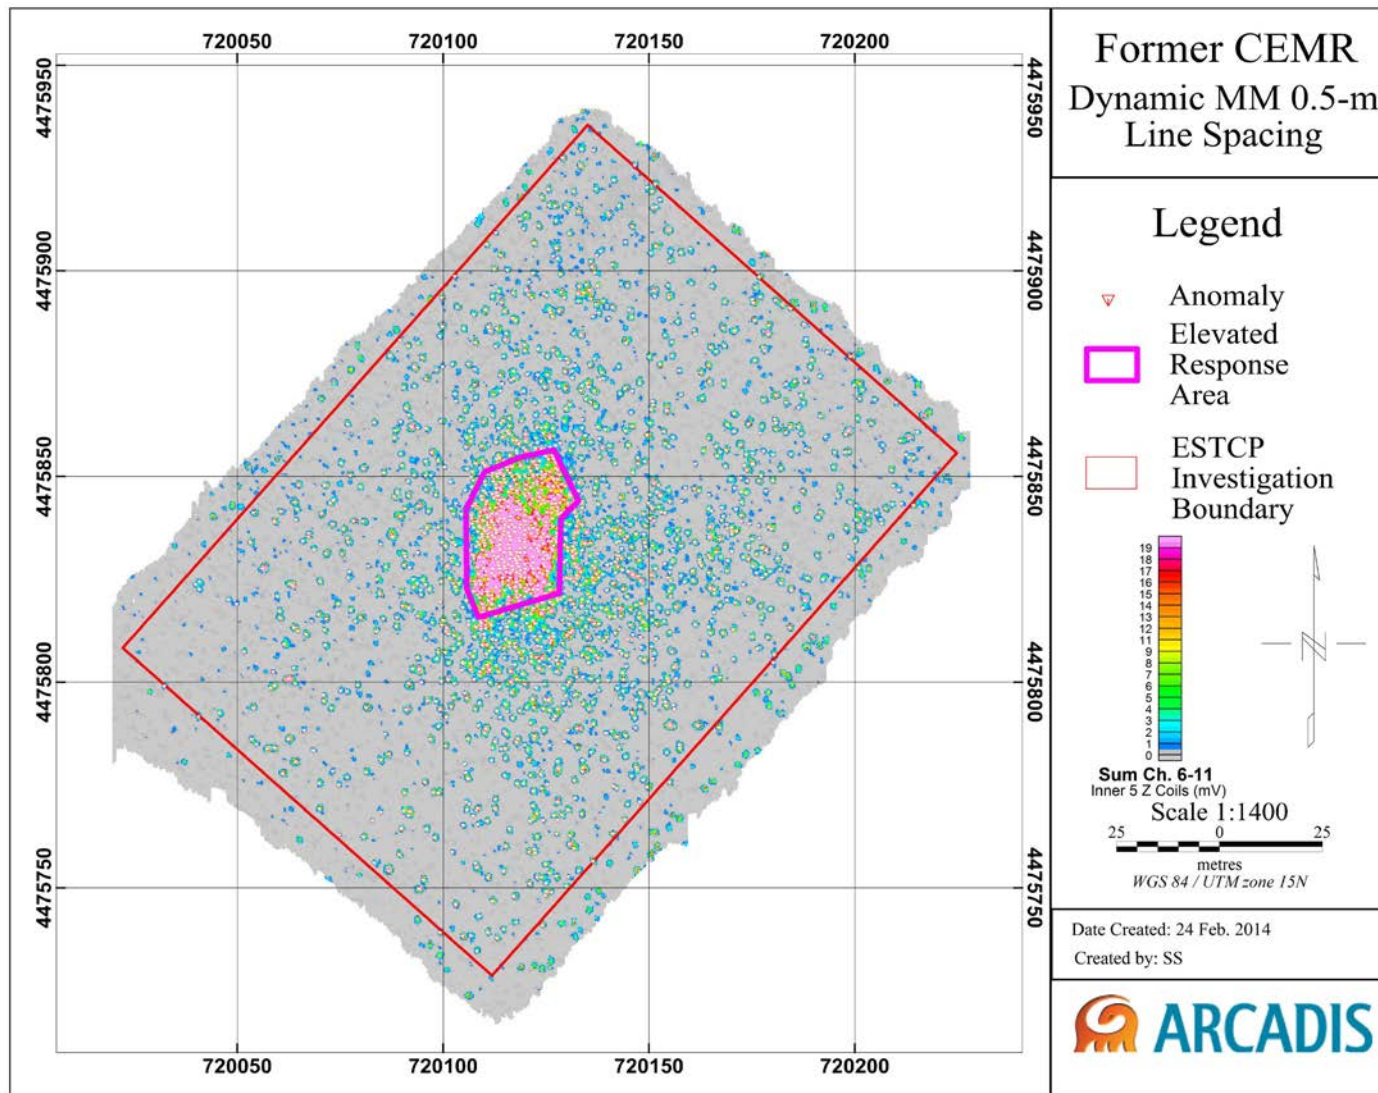 720050 720100 720150 720200
4475950 4475950
4475900 4475900
4475850 4475850
4475800 4475800
4475750 4475750
720050 720100 720150 720200
Former CEMR
Dynamic MM 0.5-m
Line Spacing
Legend
Anomaly
Elevated
Response
Area
ESTCP
Investigation
Boundary
19
18
17
16
15
14
13
12
11
9
8
7
6
5
4
3
2
1
0
Sum Ch. 6-11
Inner 5 Z Coils (mV)
N
Scale 1:1400
25 0 25
metres
WGS 84 / UTM zone 15N
Date Created: 24 Feb. 2014
Created by: SS
ARCADIS